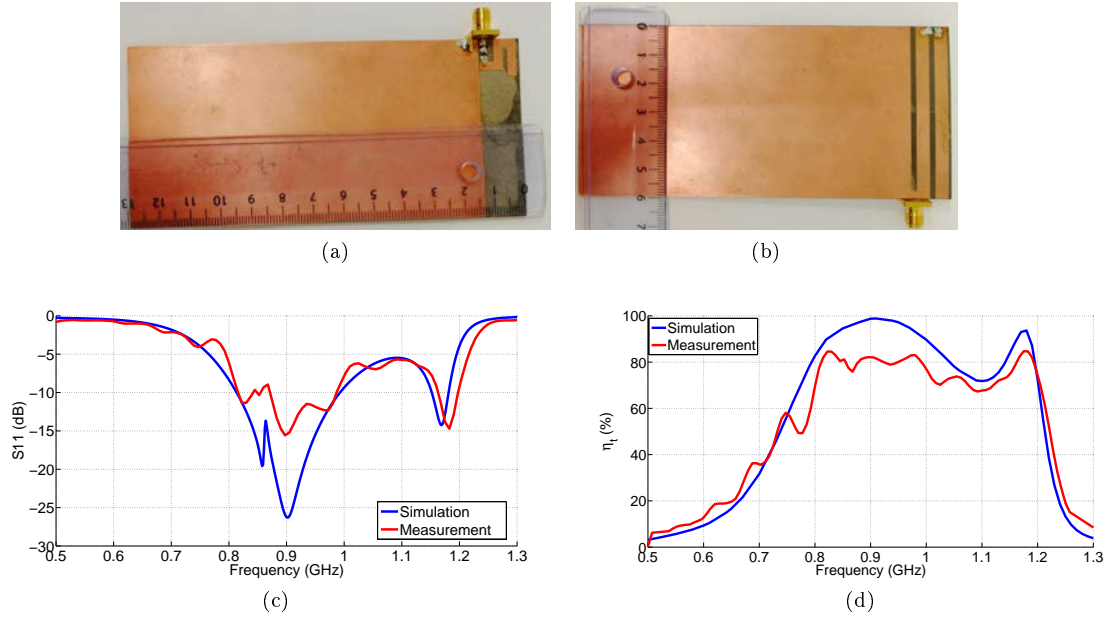 0
1
2
3
4
5
6
7
13 12 11 10 9 8 7 6 5 4 3 2 1 0
(a)
(b)
0
−5
−10
−15
−20
−25
−30
S11 (dB)
Simulation
Measurement
0.5 0.6 0.7 0.8 0.9 1 1.1 1.2 1.3
Frequency (GHz)
(c)
100
80
60
40
20
0
ηt (%)
Simulation
Measurement
0.5 0.6 0.7 0.8 0.9 1 1.1 1.2 1.3
Frequency (GHz)
(d)